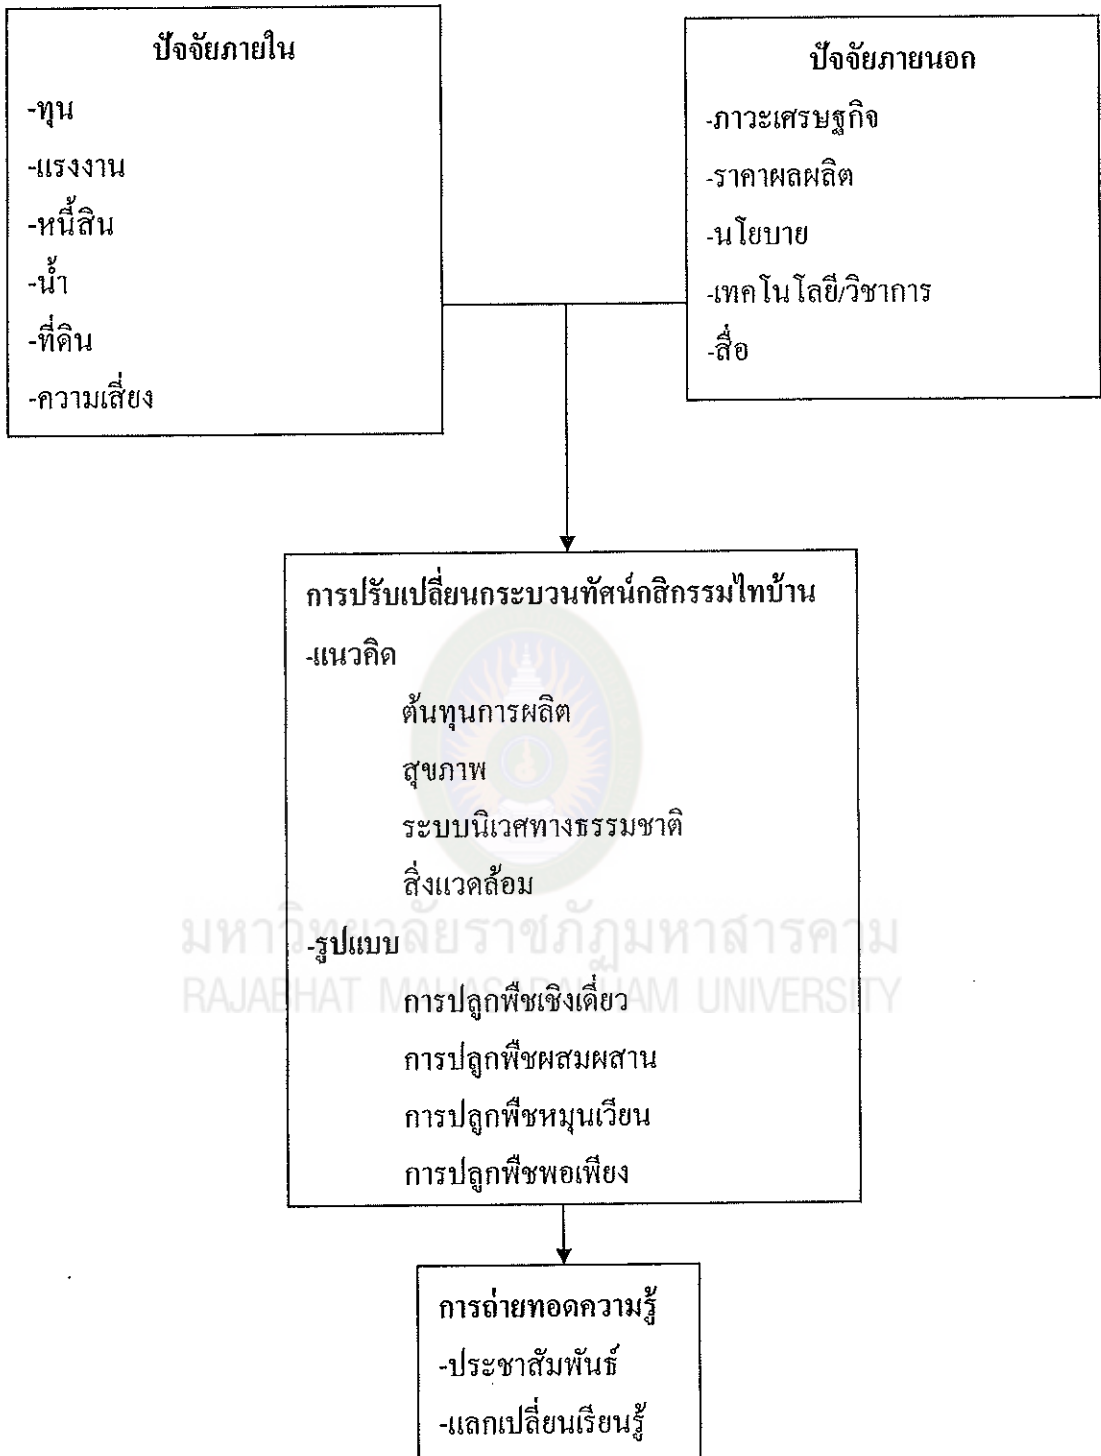 ปัจจัยภายใน
-ทุน
-แรงงาน
-หนี้สิน
-น้ำ
-ที่ดิน
-ความเสี่ยง
ปัจจัยภายนอก
-ภาวะเศรษฐกิจ
-ราคาผลผลิต
-นโยบาย
-เทคโนโลยี/วิชาการ
-สื่อ
การปรับเปลี่ยนกระบวนทัศน์กสิกรรมไทบ้าน
-แนวคิด
ต้นทุนการผลิต
สุขภาพ
ระบบนิเวศทางธรรมชาติ
สิ่งแวดล้อม
-รูปแบบ
การปลูกพืชเชิงเดี่ยว
การปลูกพืชผสมผสาน
การปลูกพืชหมุนเวียน
การปลูกพืชพอเพียง
มหาวิทยาลัยราชภัฏมหาสารคาม
RAJABHAT MAHASARAKHAM UNIVERSITY
การถ่ายทอดความรู้
-ประชาสัมพันธ์
-แลกเปลี่ยนเรียนรู้